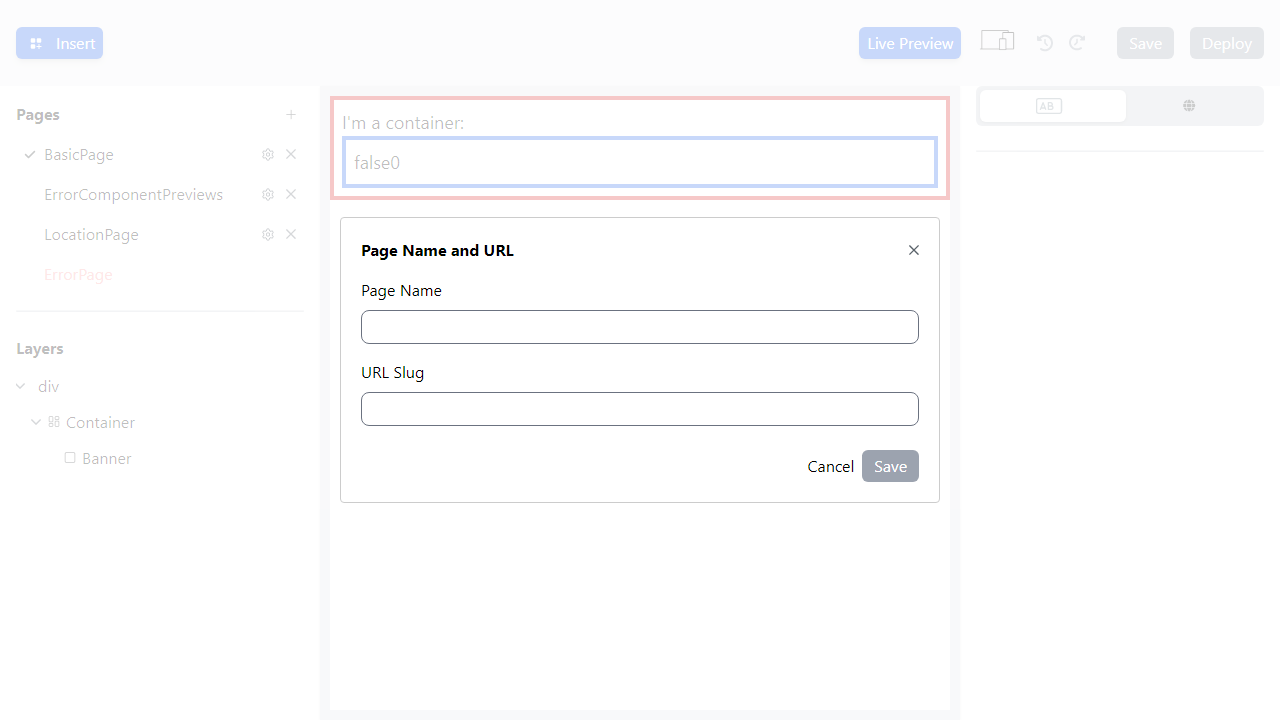 Insert
Live Preview
Save
Deploy
Pages
BasicPage
ErrorComponentPreviews
LocationPage
ErrorPage
Layers
div
Container
Banner
I'm a container:
false0
Page Name and URL
Page Name
URL Slug
Cancel
Save
AB